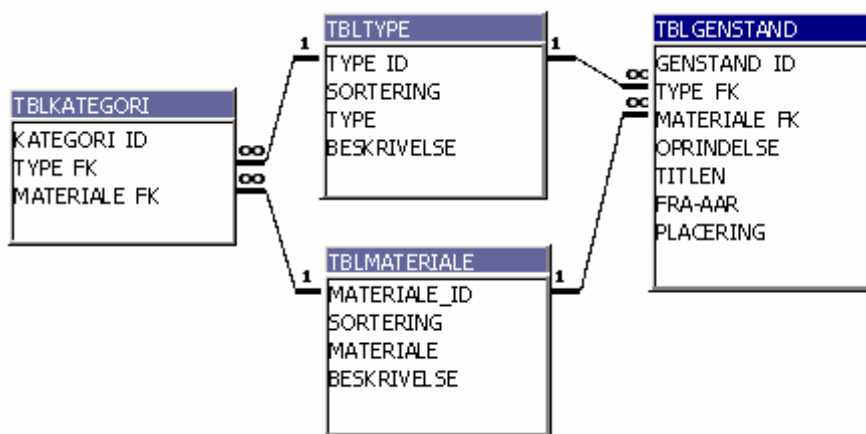 TBLKATEGORI
KATEGORI ID
TYPE FK
MATERIALE FK
1
∞
∞
1
TBLTYPE
TYPE ID
SORTERING
TYPE
BESKRIVELSE
TBLMATERIALE
MATERIALE_ID
SORTERING
MATERIALE
BESKRIVELSE
1
∞
∞
1
TBLGENSTAND
GENSTAND ID
TYPE FK
MATERIALE FK
OPRINDELSE
TITLEN
FRA-AAR
PLACERING